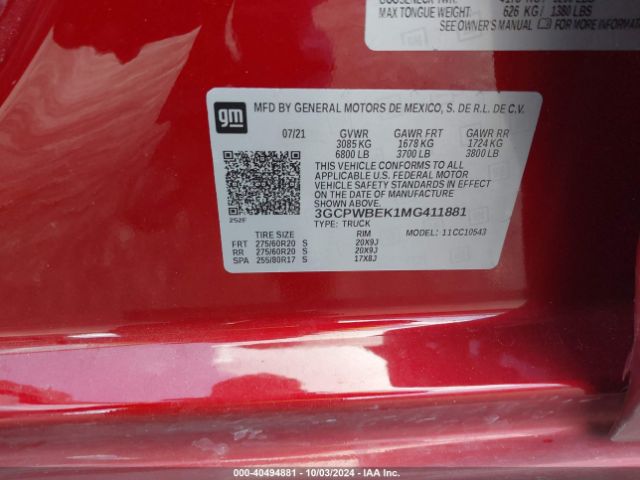 MAX TONGUE WEIGHT: 626 KG / 1380 LBS
SEE OWNER'S MANUAL FOR MORE INFORMATION
gm MFD BY GENERAL MOTORS DE MEXICO, S. DE R.L. DE C.V.
07/21 GVWR GAWR FRT GAWR RR
3085 KG 1678 KG 1724 KG
6800 LB 3700 LB 3800 LB
THIS VEHICLE CONFORMS TO ALL
APPLICABLE U.S. FEDERAL MOTOR
VEHICLE SAFETY STANDARDS IN EFFECT
ON THE DATE OF MANUFACTURE
SHOWN ABOVE.
3GCPWBEK1MG411881
TYPE: TRUCK
252F
TIRE SIZE RIM MODEL: 11CC10543
FRT 275/60R20 S 20X9J
RR 275/60R20 S 20X9J
SPA 255/80R17 S 17X8J
000-40494881 - 10/03/2024 - IAA Inc.